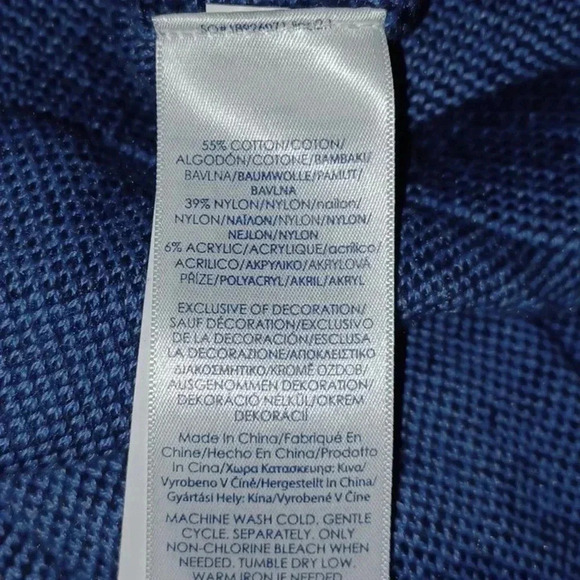 55% COTTON/COTON/
ALGODÓN/COTONE/BAMBAKI/
BAVLNA/BAUMWOLLE/PAMUT/
BAVLNA
39% NYLON/NYLON/nailon/
NYLON/ΝΑΪΛΟΝ/NYLON/NYLON/
NEJLON/NYLON
6% ACRYLIC/ACRYLIQUE/acrílico/
ACRILICO/ΑΚΡΥΛΙΚΟ/AKRYLOVÁ
PŘÍZE/POLYACRYL/AKRIL/AKRYL
EXCLUSIVE OF DECORATION/
SAUF DÉCORATION/EXCLUSIVO
DE LA DECORACIÓN/ESCLUSA
LA DECORAZIONE/ΑΠΟΚΛΕΙΣΤΙΚΟ
ΔΙΑΚΟΣΜΗΤΙΚΟ/KROMĚ OZDOB/
AUSGENOMMEN DEKORATION/
DEKORÁCIÓ NÉLKÜL/OKREM
DEKORÁCIÍ
Made In China/Fabriqué En
Chine/Hecho En China/Prodotto
In Cina/Χωρα Κατασκευησ: Κινα/
Vyrobeno V Číně/Hergestellt In China/
Gyártási Hely: Kína/Vyrobené V Číne
MACHINE WASH COLD, GENTLE
CYCLE, SEPARATELY. ONLY
NON-CHLORINE BLEACH WHEN
NEEDED. TUMBLE DRY LOW.
WARM IRON IF NEEDED